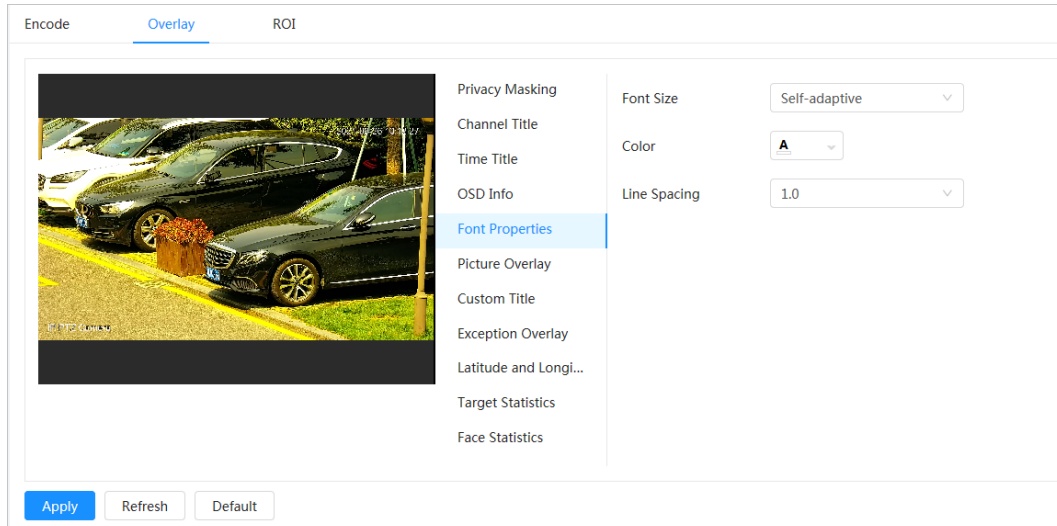 Encode
Overlay
ROI
Privacy Masking
Channel Title
Time Title
OSD Info
Font Properties
Picture Overlay
Custom Title
Exception Overlay
Latitude and Longi...
Target Statistics
Face Statistics
Font Size
Self-adaptive
Color
A
Line Spacing
1.0
Apply
Refresh
Default